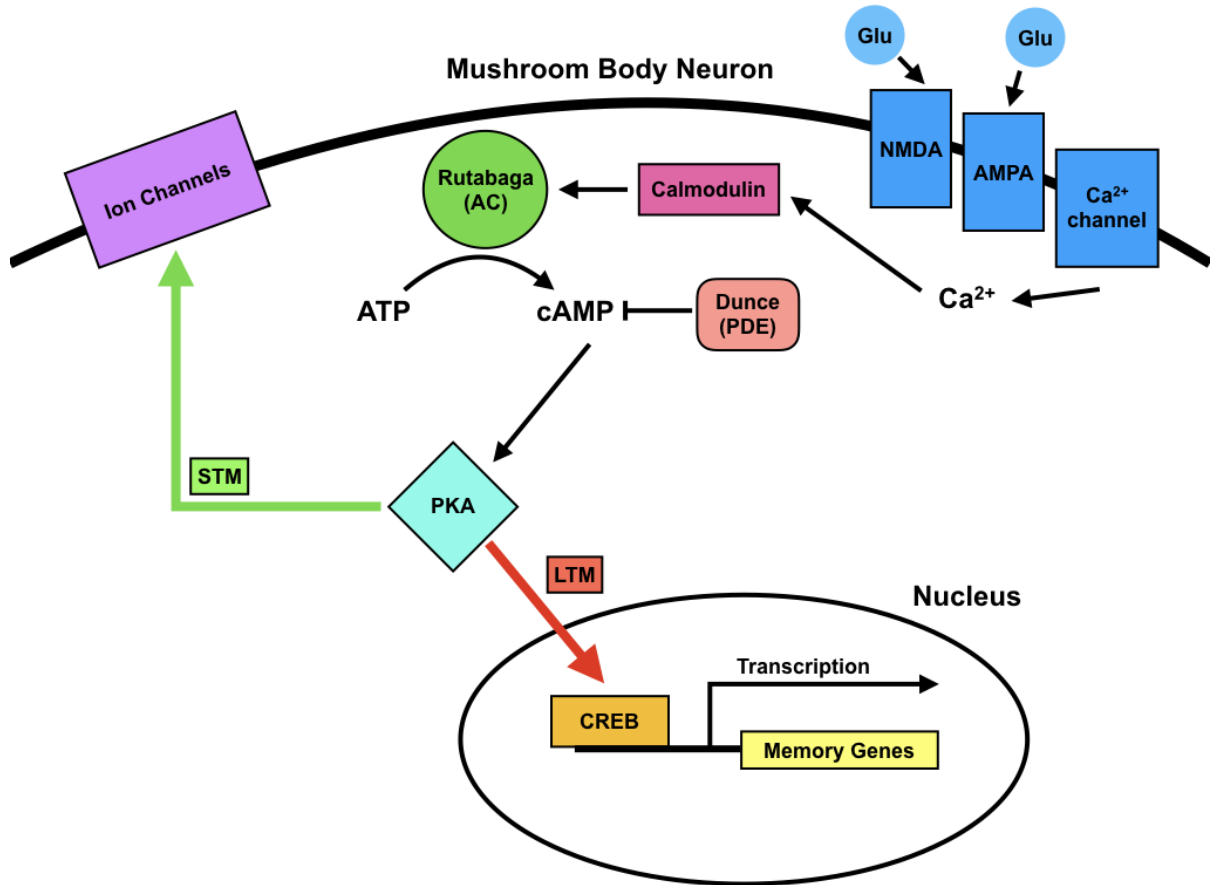 Glu
Glu
Mushroom Body Neuron
NMDA
AMPA
Ca²⁺
channel
Ion Channels
Rutabaga
(AC)
Calmodulin
ATP
cAMP
Dunce
(PDE)
Ca²⁺
STM
PKA
LTM
Nucleus
Transcription
CREB
Memory Genes